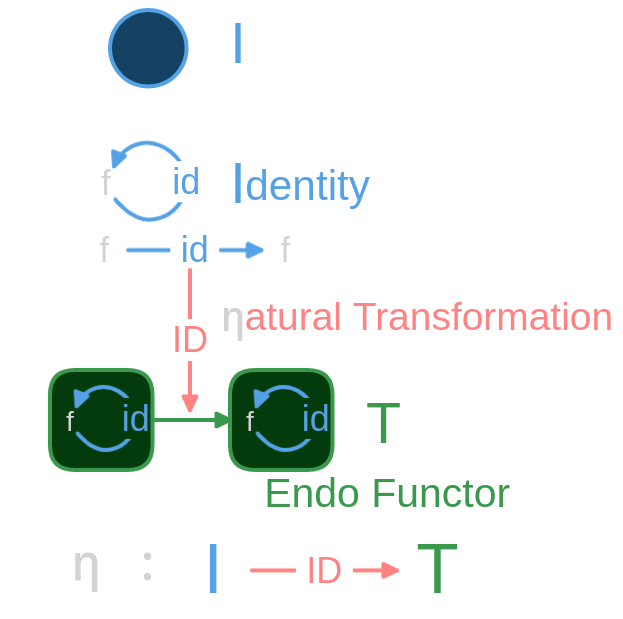 I
f id Identity
f id f
ηatural Transformation
ID
f id f id T
Endo Functor
η : I ID T